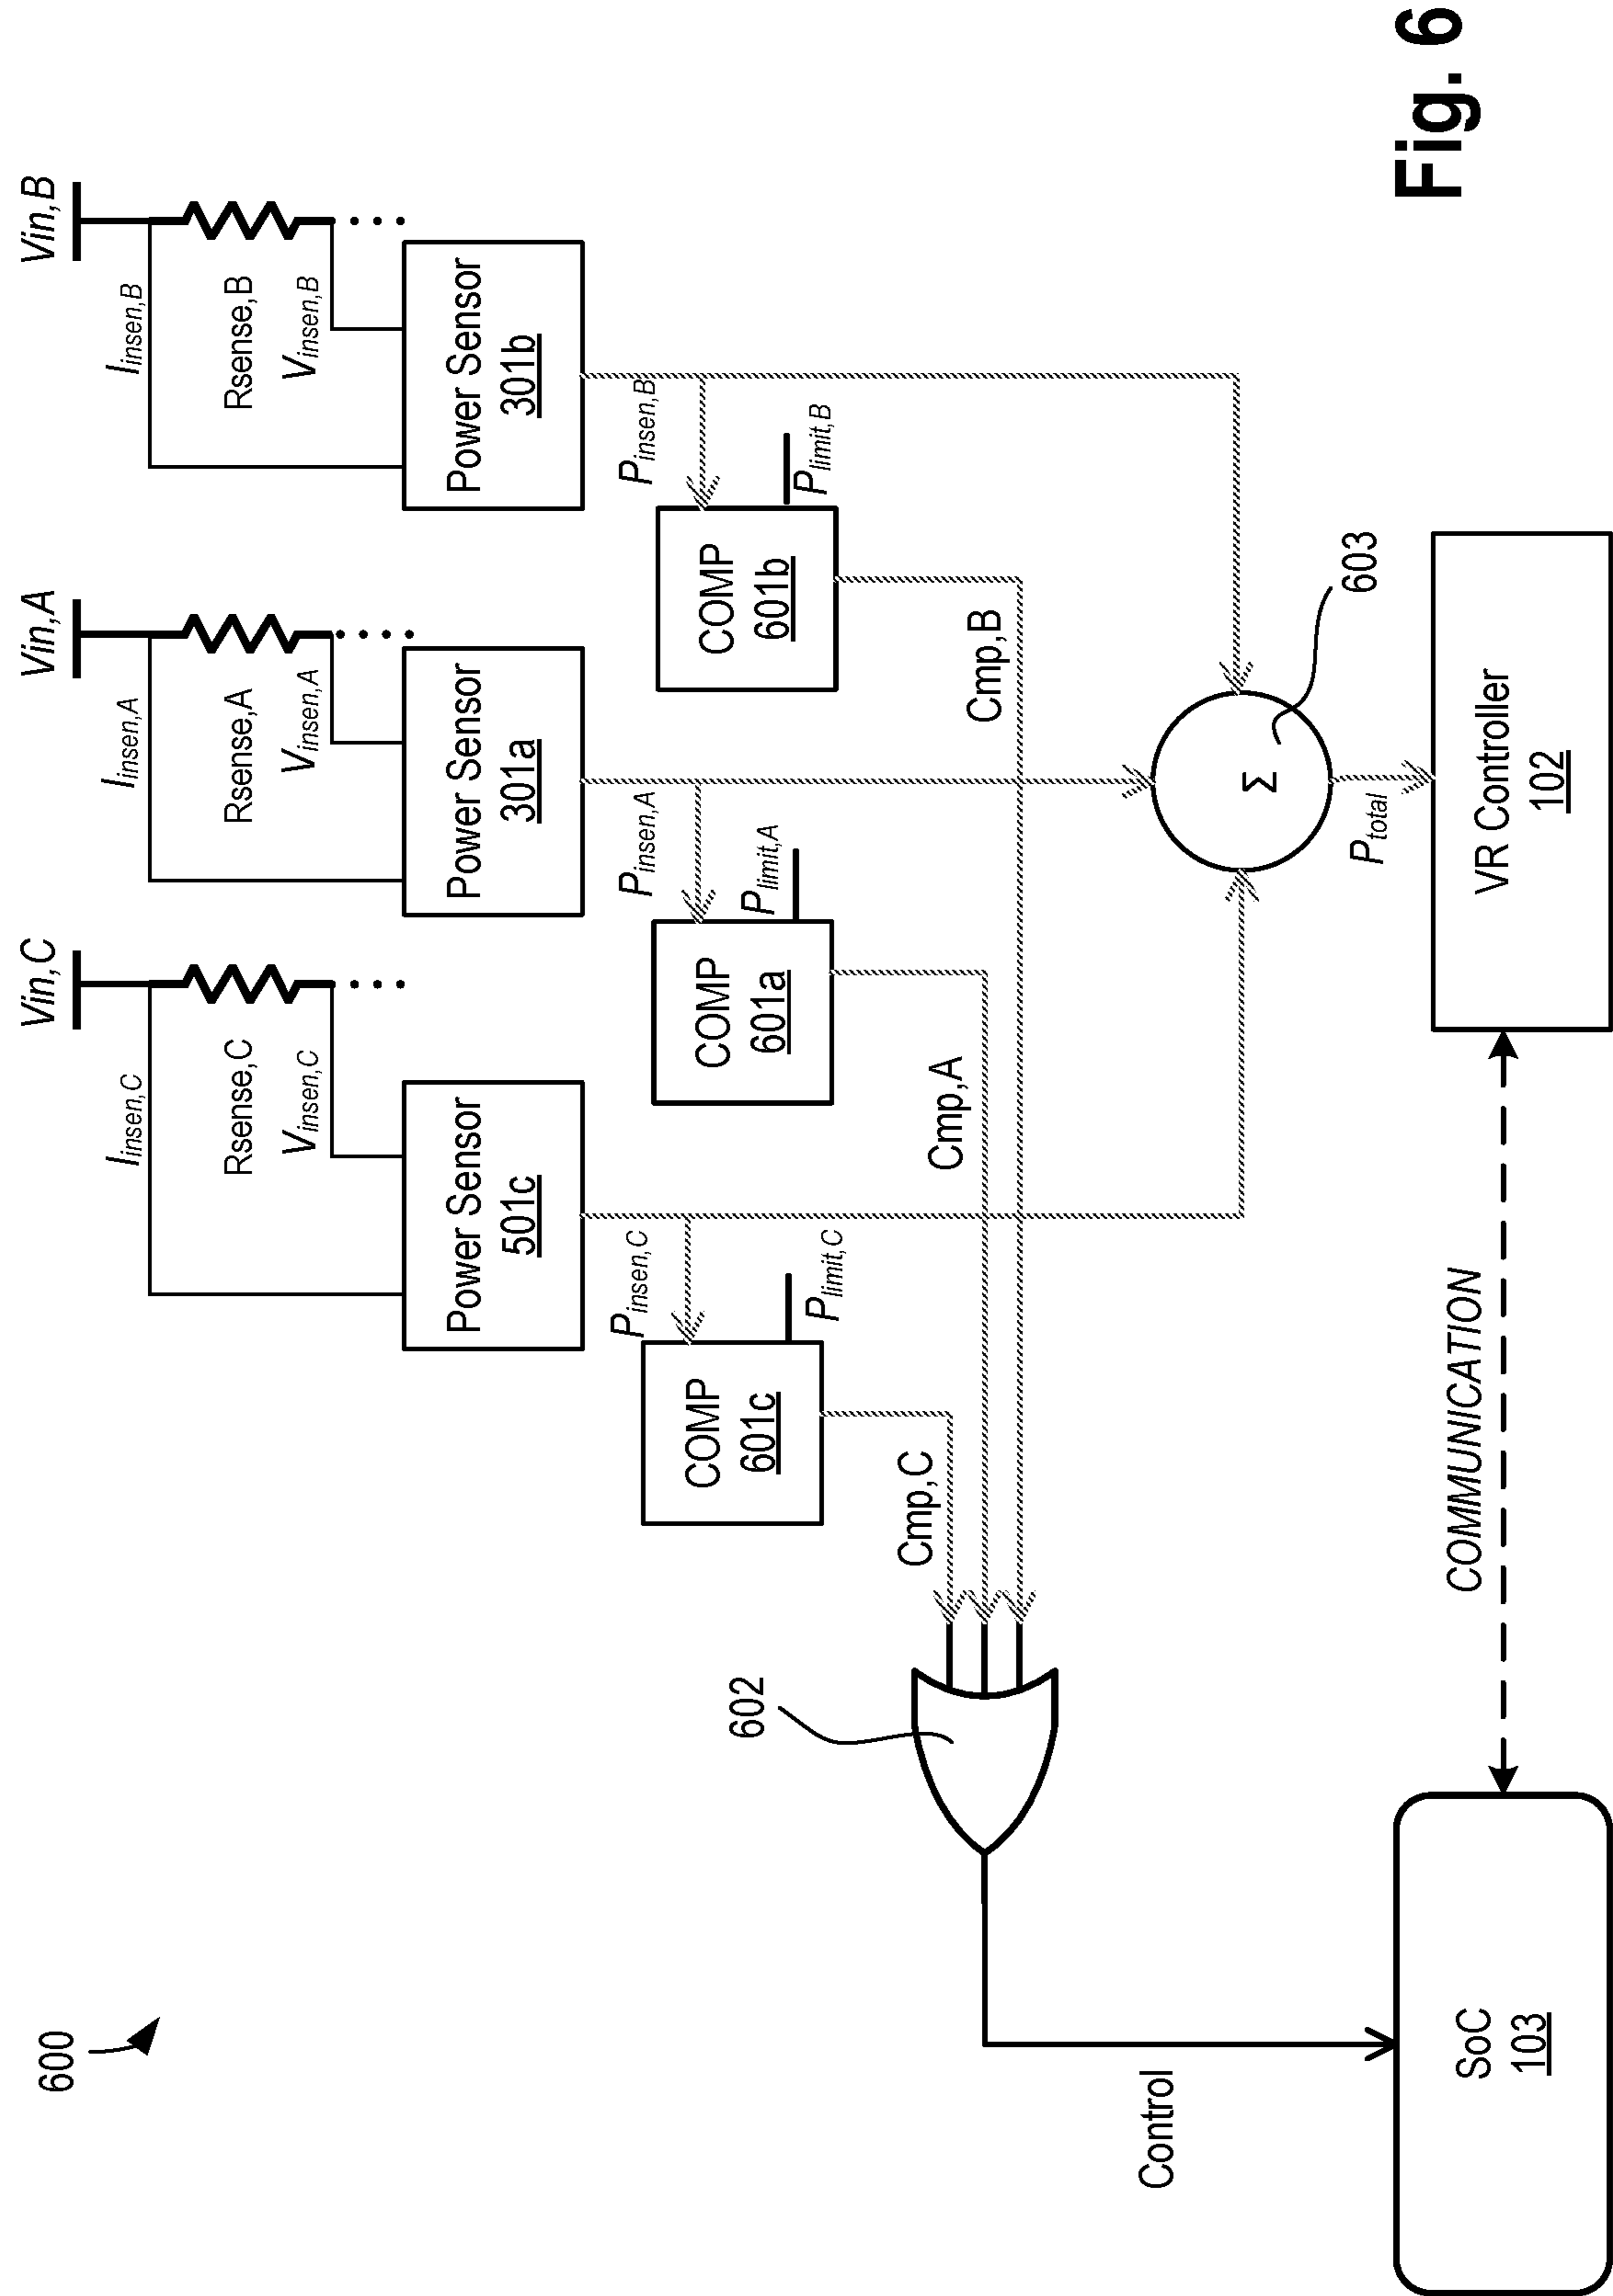 600
Vin,C
Vin,A
Vin,B
Iinsen,C
Rsense,C
Vinsen,C
Iinsen,A
Rsense,A
Vinsen,A
Iinsen,B
Rsense,B
Vinsen,B
Power Sensor
501c
Power Sensor
301a
Power Sensor
301b
Pinsen,C
Pinsen,A
Pinsen,B
COMP
601c
Plimit,C
COMP
601a
Plimit,A
COMP
601b
Plimit,B
Cmp,C
Cmp,A
Cmp,B
602
603
Σ
Ptotal
Control
COMMUNICATION
SoC
103
VR Controller
102
Fig. 6